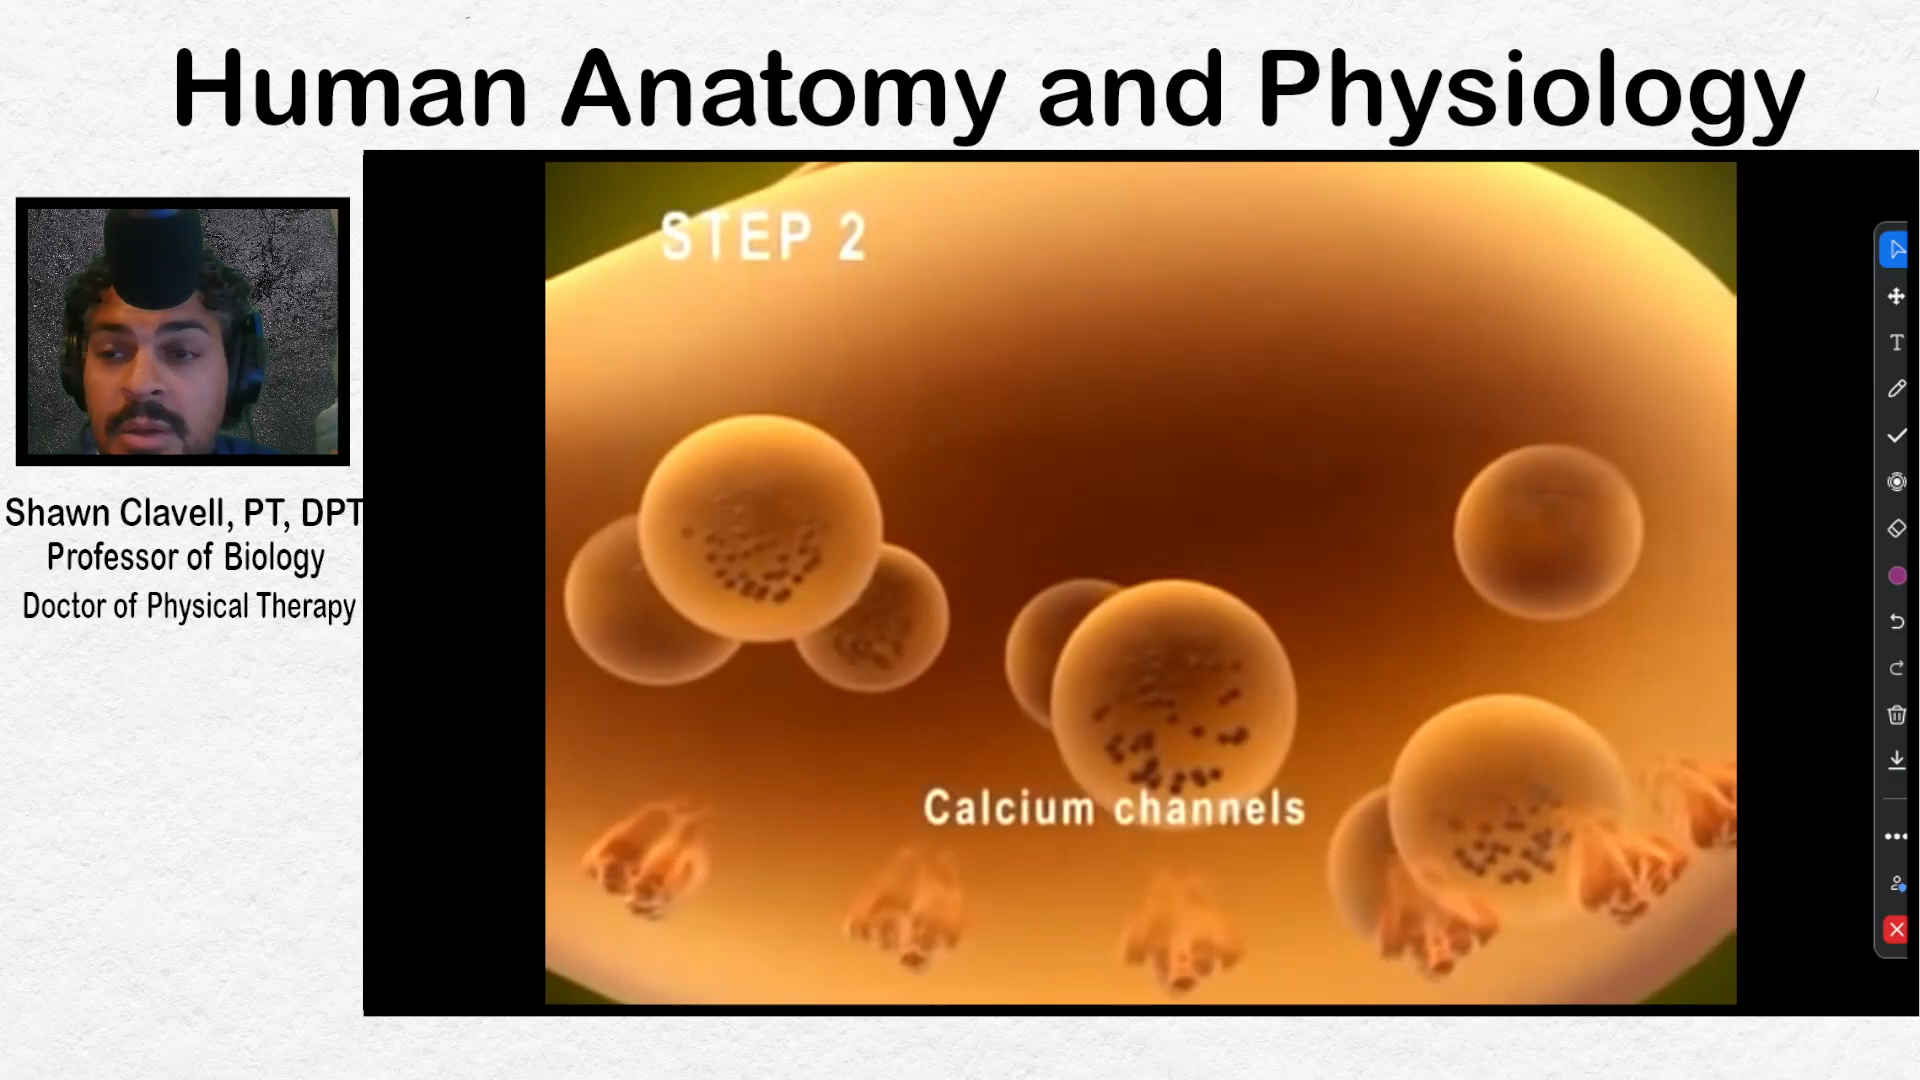 Human Anatomy and Physiology
STEP 2
Calcium channels
Shawn Clavell, PT, DPT
Professor of Biology
Doctor of Physical Therapy